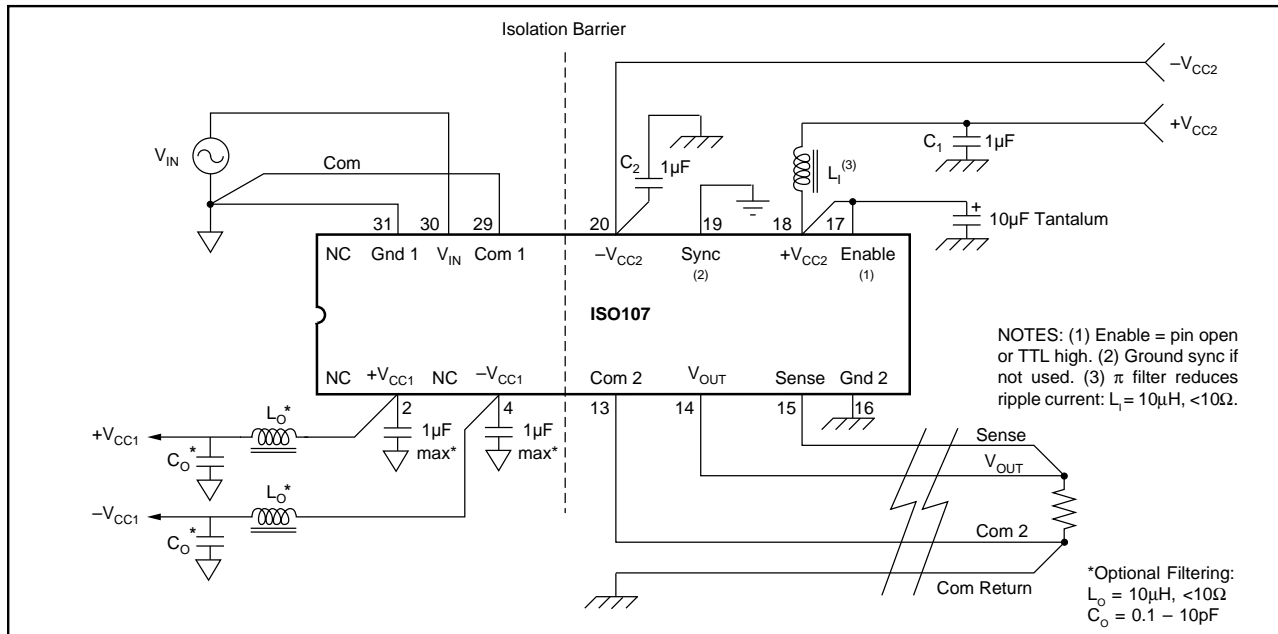 Isolation Barrier
–VCC2
+VCC2
VIN
Com
C2
1µF
LI(3)
C1
1µF
10µF Tantalum
+
31
30
29
20
19
18
17
NC
Gnd 1
VIN
Com 1
–VCC2
Sync
(2)
+VCC2
Enable
(1)
ISO107
NC
+VCC1
NC
–VCC1
Com 2
VOUT
Sense
Gnd 2
2
4
13
14
15
16
NOTES: (1) Enable = pin open
or TTL high. (2) Ground sync if
not used. (3) π filter reduces
ripple current: LI = 10µH, <10Ω.
+VCC1
LO*
CO*
1µF
max*
1µF
max*
–VCC1
LO*
CO*
Sense
VOUT
Com 2
Com Return
*Optional Filtering:
LO = 10µH, <10Ω
CO = 0.1 – 10pF